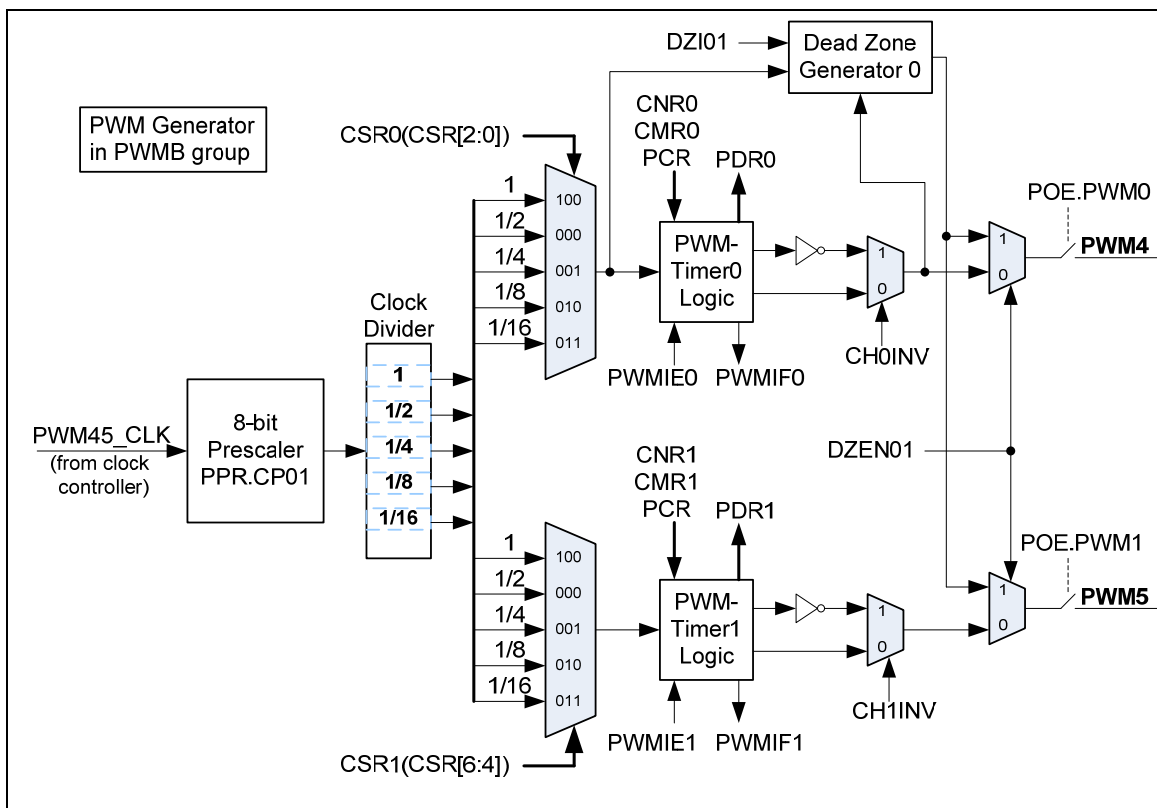 PWM Generator
in PWMB group
DZI01
Dead Zone
Generator 0
CSR0(CSR[2:0])
CNR0
CMR0
PCR
PDR0
1
1/2
1/4
1/8
1/16
100
000
001
010
011
PWM-
Timer0
Logic
PWMIE0
PWMIF0
1
0
CH0INV
1
0
POE.PWM0
PWM4
Clock
Divider
1
1/2
1/4
1/8
1/16
PWM45_CLK
(from clock
controller)
8-bit
Prescaler
PPR.CP01
DZEN01
CNR1
CMR1
PCR
PDR1
1
1/2
1/4
1/8
1/16
100
000
001
010
011
PWM-
Timer1
Logic
PWMIE1
PWMIF1
1
0
CH1INV
1
0
POE.PWM1
PWM5
CSR1(CSR[6:4])